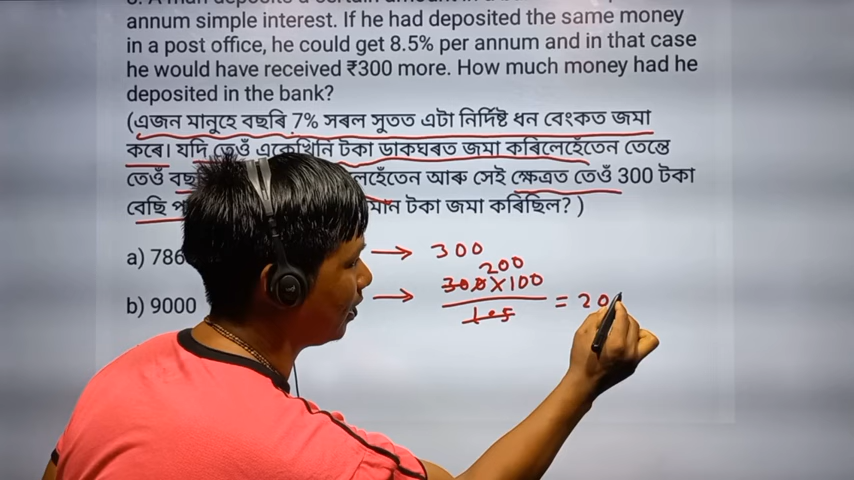 annum simple interest. If he had deposited the same money
in a post office, he could get 8.5% per annum and in that case
he would have received ₹300 more. How much money had he
deposited in the bank?
(এজন মানুহে বছৰি 7% সৰল সুতত এটা নিৰ্দিষ্ট ধন বেংকত জমা
কৰে। যদি তেওঁ একেখিনি টকা ডাকঘৰত জমা কৰিলেহেঁতেন তেন্তে
তেওঁ আৰু সেই ক্ষেত্ৰত তেওঁ 300 টকা
বেছি টকা জমা কৰিছিল? )
a) 786 → 300
200
b) 9000 → 300×100
= 20
1.5